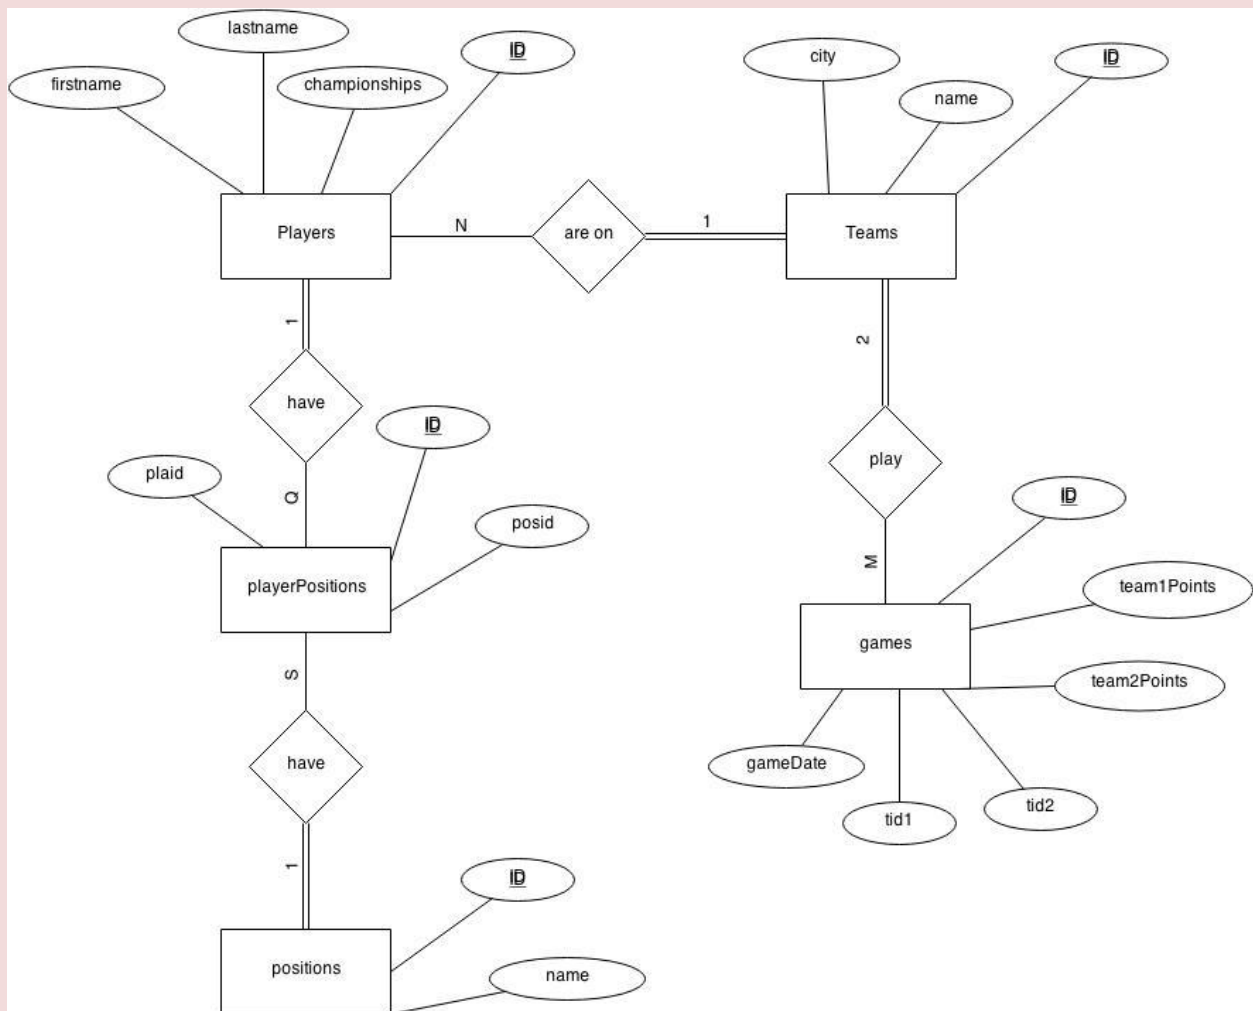 lastname
ID
firstname
championships
city
ID
name
Players
N
are on
1
Teams
1
2
have
ID
plaid
play
Q
posid
ID
M
playerPositions
team1Points
games
S
team2Points
have
gameDate
tid2
tid1
1
ID
positions
name